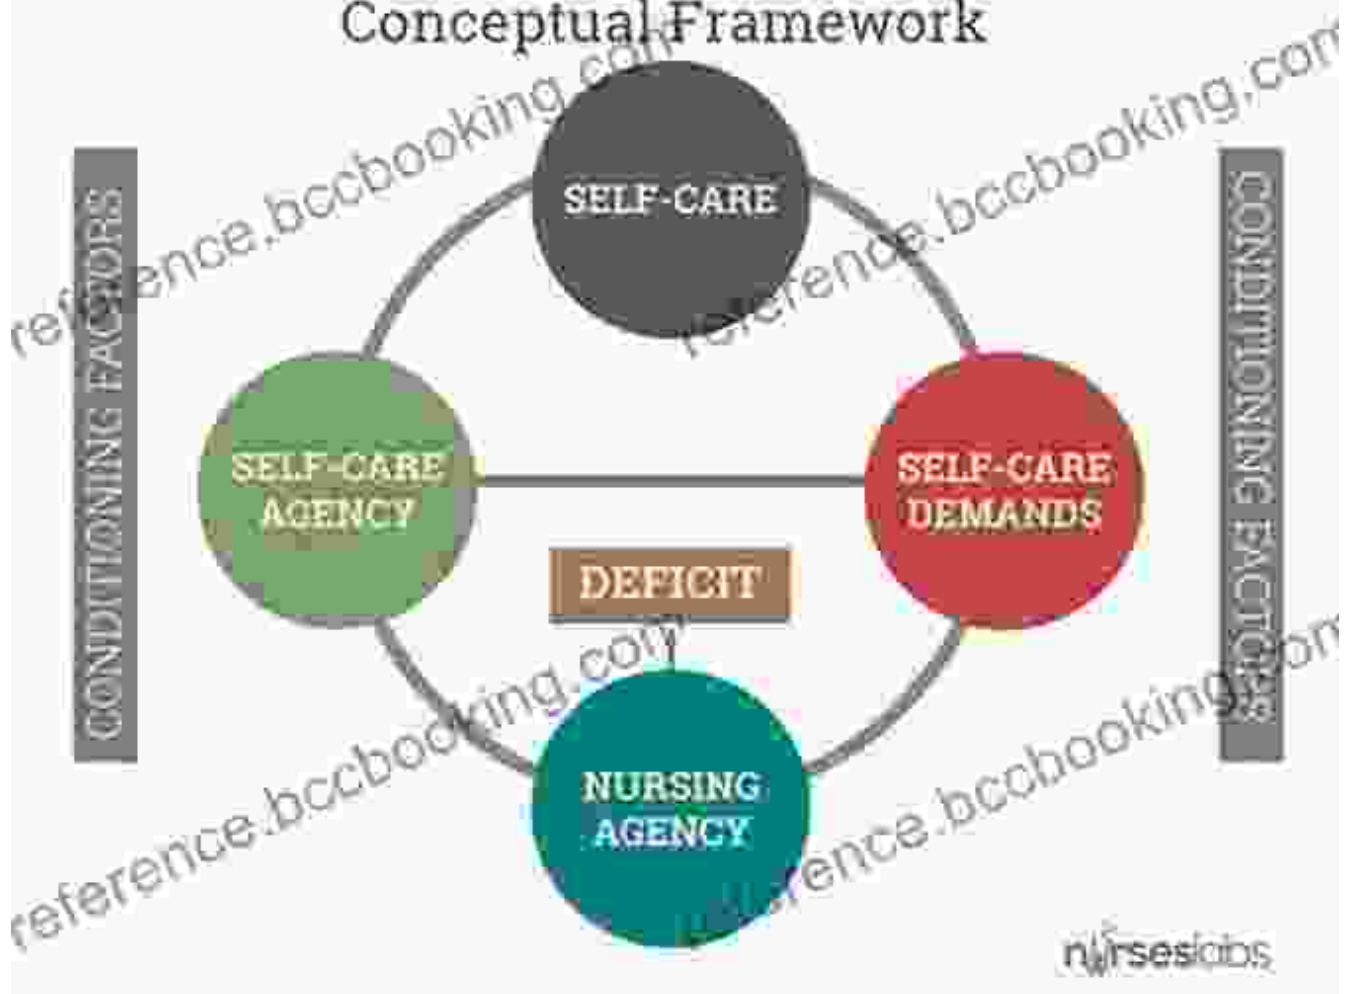 Conceptual Framework
SELF-CARE
CONDITIONING FACTORS
CONDITIONING FACTORS
SELF-CARE
AGENCY
SELF-CARE
DEMANDS
DEFICIT
NURSING
AGENCY
reference.bccbooking.com
reference.bccbooking.com
reference.bccbooking.com
reference.bccbooking.com
nurseslabs